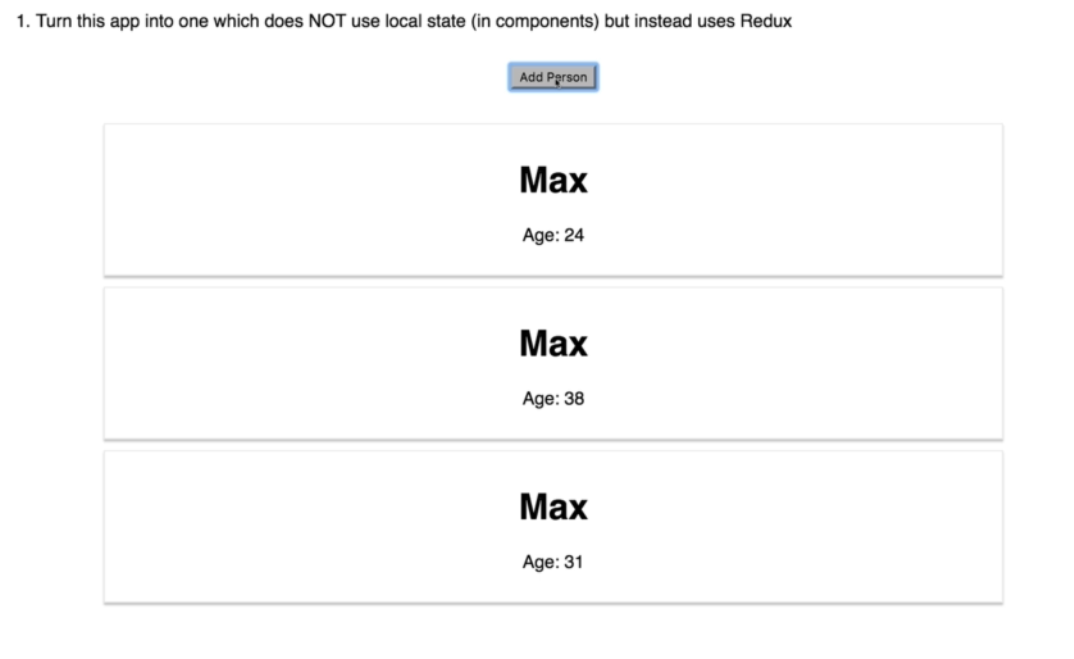 1. Turn this app into one which does NOT use local state (in components) but instead uses Redux
Add Person
Max
Age: 24
Max
Age: 38
Max
Age: 31